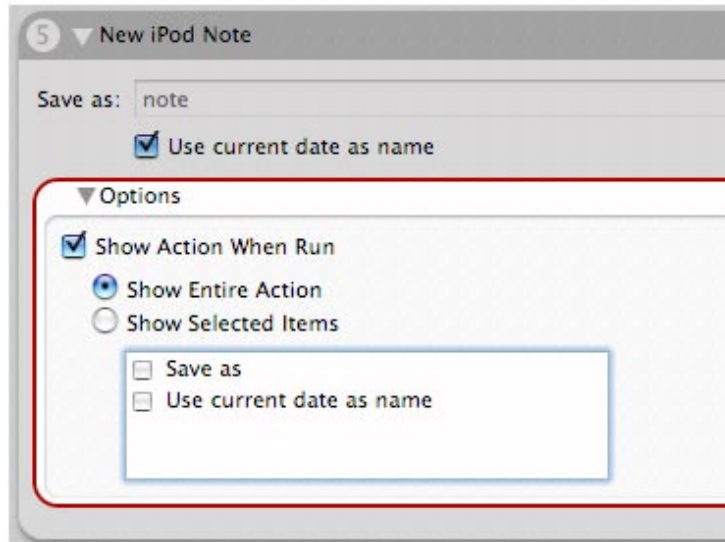 5 New iPod Note
Save as: note
Use current date as name
Options
Show Action When Run
Show Entire Action
Show Selected Items
Save as
Use current date as name